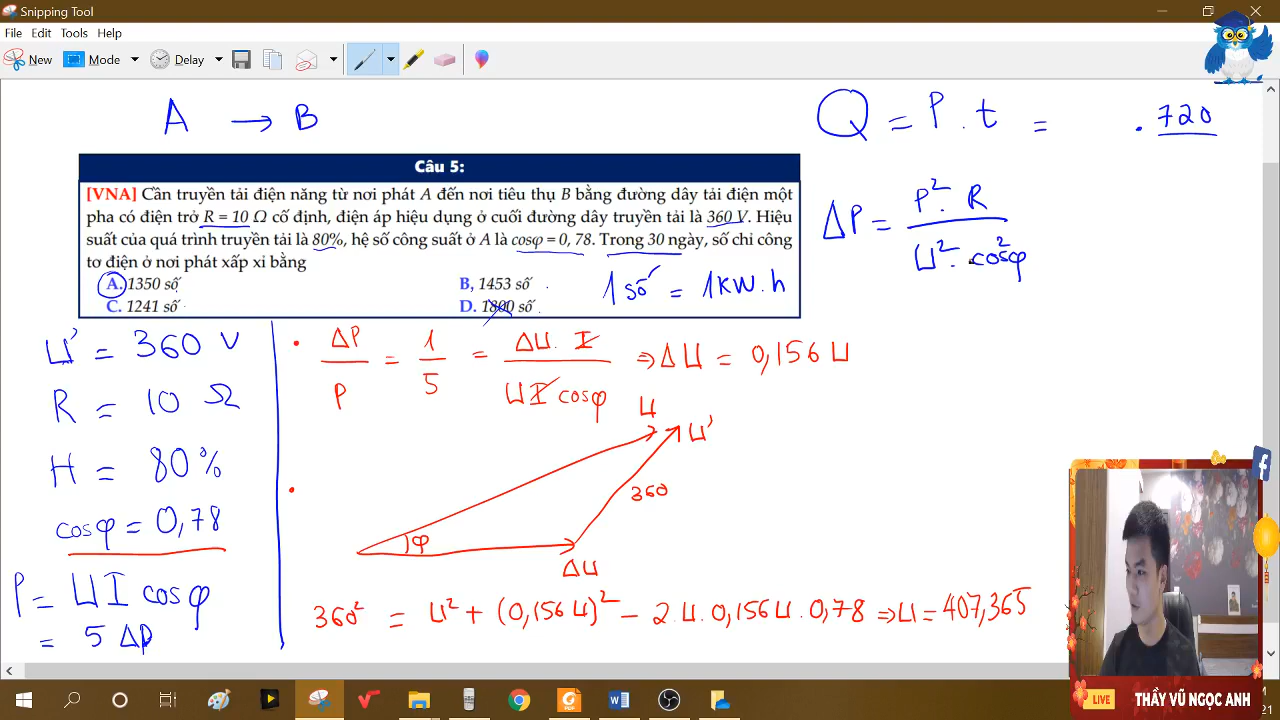 Snipping Tool
File Edit Tools Help
New Mode Delay
A → B
Q = P . t = . 720
Câu 5:
[VNA] Cần truyền tải điện năng từ nơi phát A đến nơi tiêu thụ B bằng đường dây tải điện một
pha có điện trở R = 10 Ω cố định, điện áp hiệu dụng ở cuối đường dây truyền tải là 360 V. Hiệu
suất của quá trình truyền tải là 80%, hệ số công suất ở A là cosφ = 0, 78. Trong 30 ngày, số chỉ công
tơ điện ở nơi phát xấp xỉ bằng
A. 1350 số B, 1453 số
C. 1241 số D. 1800 số
1 số = 1KW.h
ΔP = P². R / U². cos²φ
U' = 360 V
R = 10 Ω
H = 80%
cosφ = 0,78
P = UI cosφ
= 5 ΔP
ΔP / P = 1 / 5 = ΔU. I / UI cosφ ⇒ ΔU = 0,156 U
U
U'
360
φ
ΔU
360² = U² + (0,156U)² − 2.U.0,156U.0,78 ⇒ U = 407,365
LIVE THẦY VŨ NGỌC ANH
21